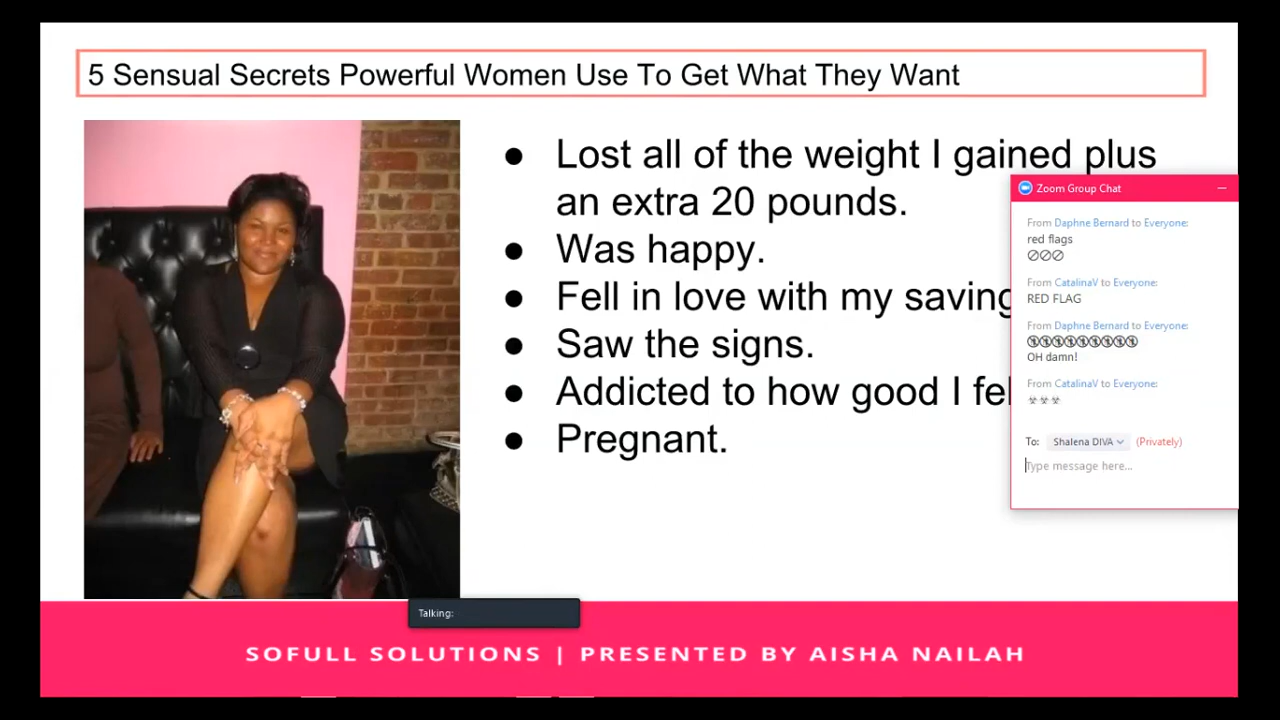 5 Sensual Secrets Powerful Women Use To Get What They Want
● Lost all of the weight I gained plus
an extra 20 pounds.
● Was happy.
● Fell in love with my saving
● Saw the signs.
● Addicted to how good I fel
● Pregnant.
Zoom Group Chat
From Daphne Bernard to Everyone:
red flags
From CatalinaV to Everyone:
RED FLAG
From Daphne Bernard to Everyone:
OH damn!
From CatalinaV to Everyone:
To: Shalena DIVA (Privately)
Type message here...
Talking:
SOFULL SOLUTIONS | PRESENTED BY AISHA NAILAH